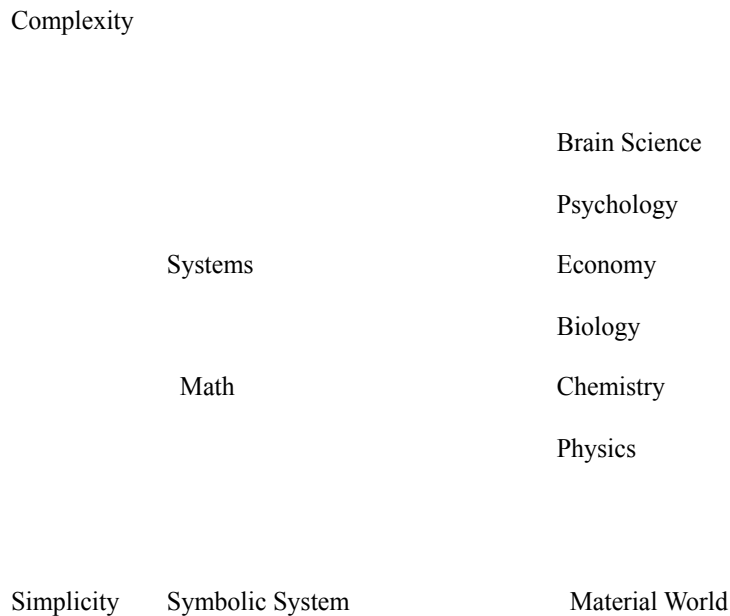 Complexity
Brain Science
Psychology
Systems Economy
Biology
Math Chemistry
Physics
Simplicity Symbolic System Material World